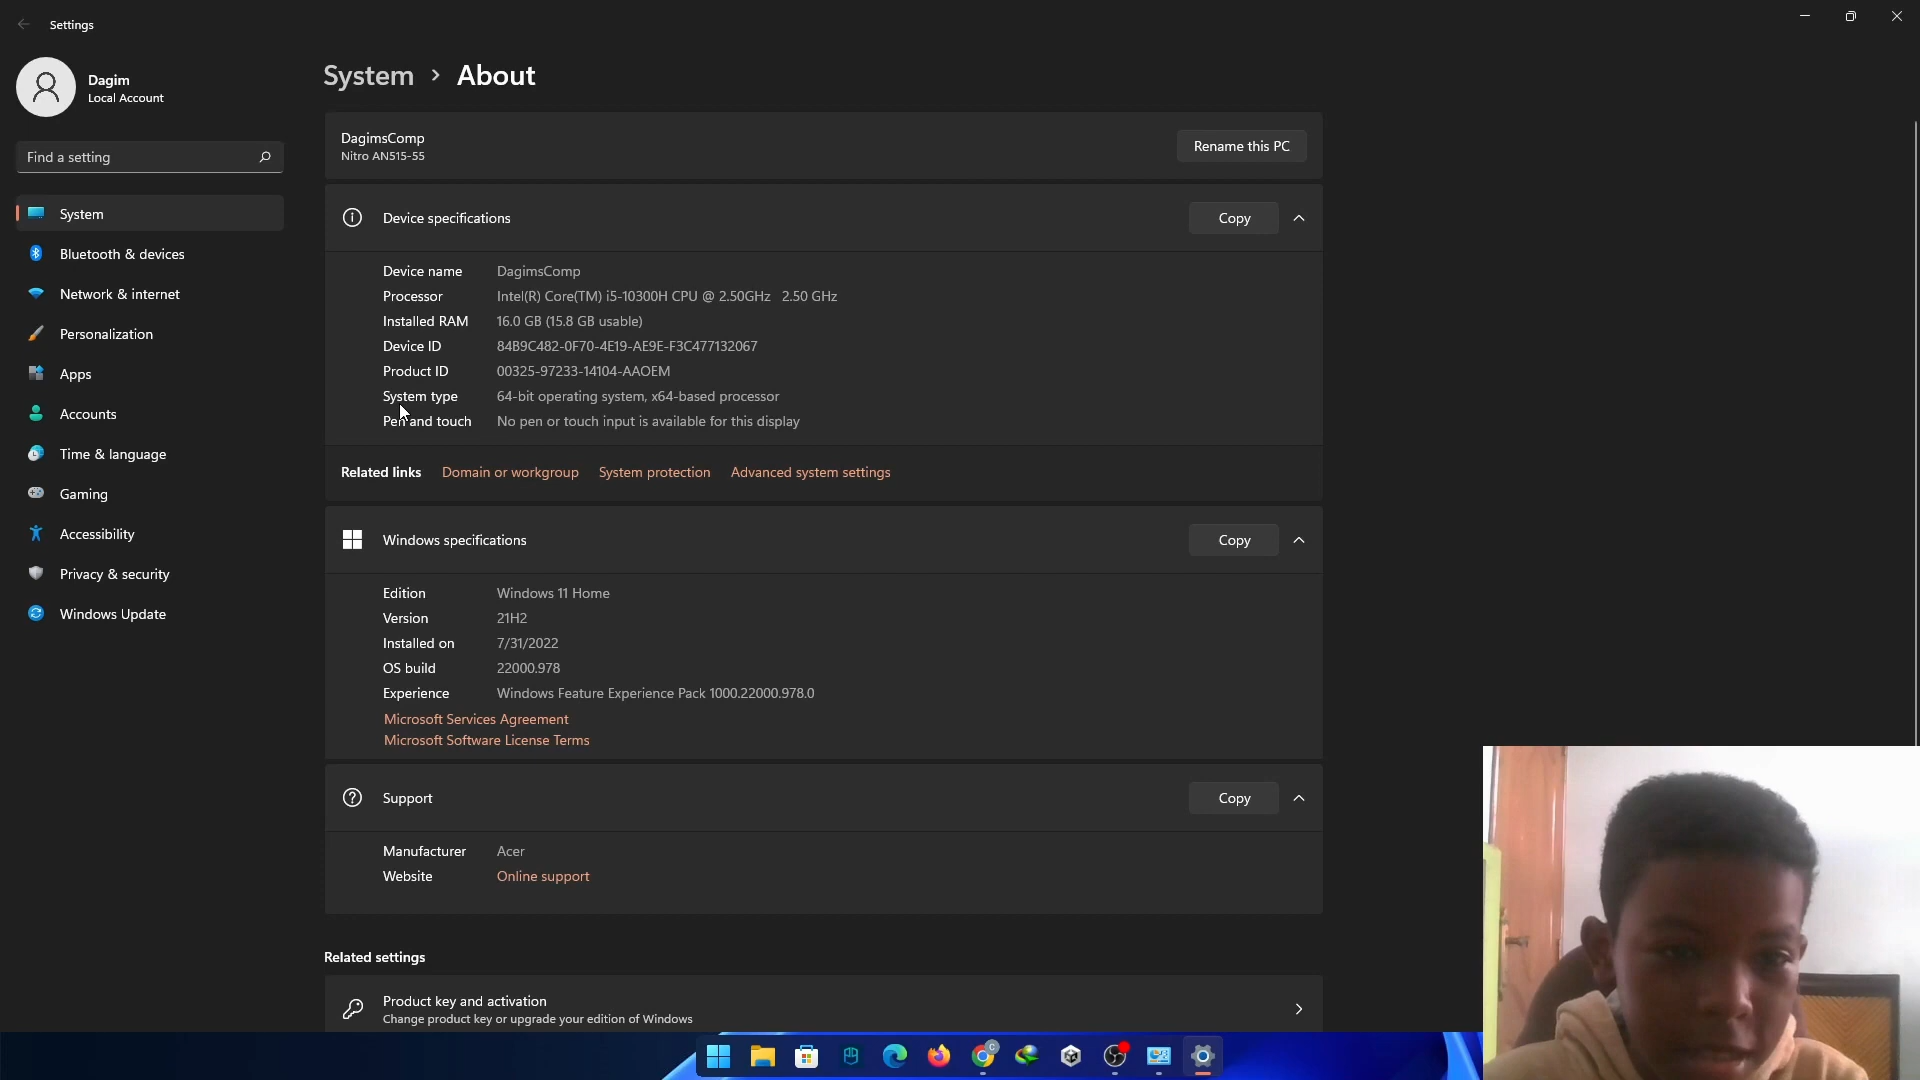 Settings
Dagim
Local Account
Find a setting
System
Bluetooth & devices
Network & internet
Personalization
Apps
Accounts
Time & language
Gaming
Accessibility
Privacy & security
Windows Update
System > About
DagimsComp
Nitro AN515-55
Rename this PC
Device specifications
Copy
Device name DagimsComp
Processor Intel(R) Core(TM) i5-10300H CPU @ 2.50GHz 2.50 GHz
Installed RAM 16.0 GB (15.8 GB usable)
Device ID 84B9C482-0F70-4E19-AE9E-F3C477132067
Product ID 00325-97233-14104-AAOEM
System type 64-bit operating system, x64-based processor
Pen and touch No pen or touch input is available for this display
Related links Domain or workgroup System protection Advanced system settings
Windows specifications
Copy
Edition Windows 11 Home
Version 21H2
Installed on 7/31/2022
OS build 22000.978
Experience Windows Feature Experience Pack 1000.22000.978.0
Microsoft Services Agreement
Microsoft Software License Terms
Support
Copy
Manufacturer Acer
Website Online support
Related settings
Product key and activation
Change product key or upgrade your edition of Windows
C